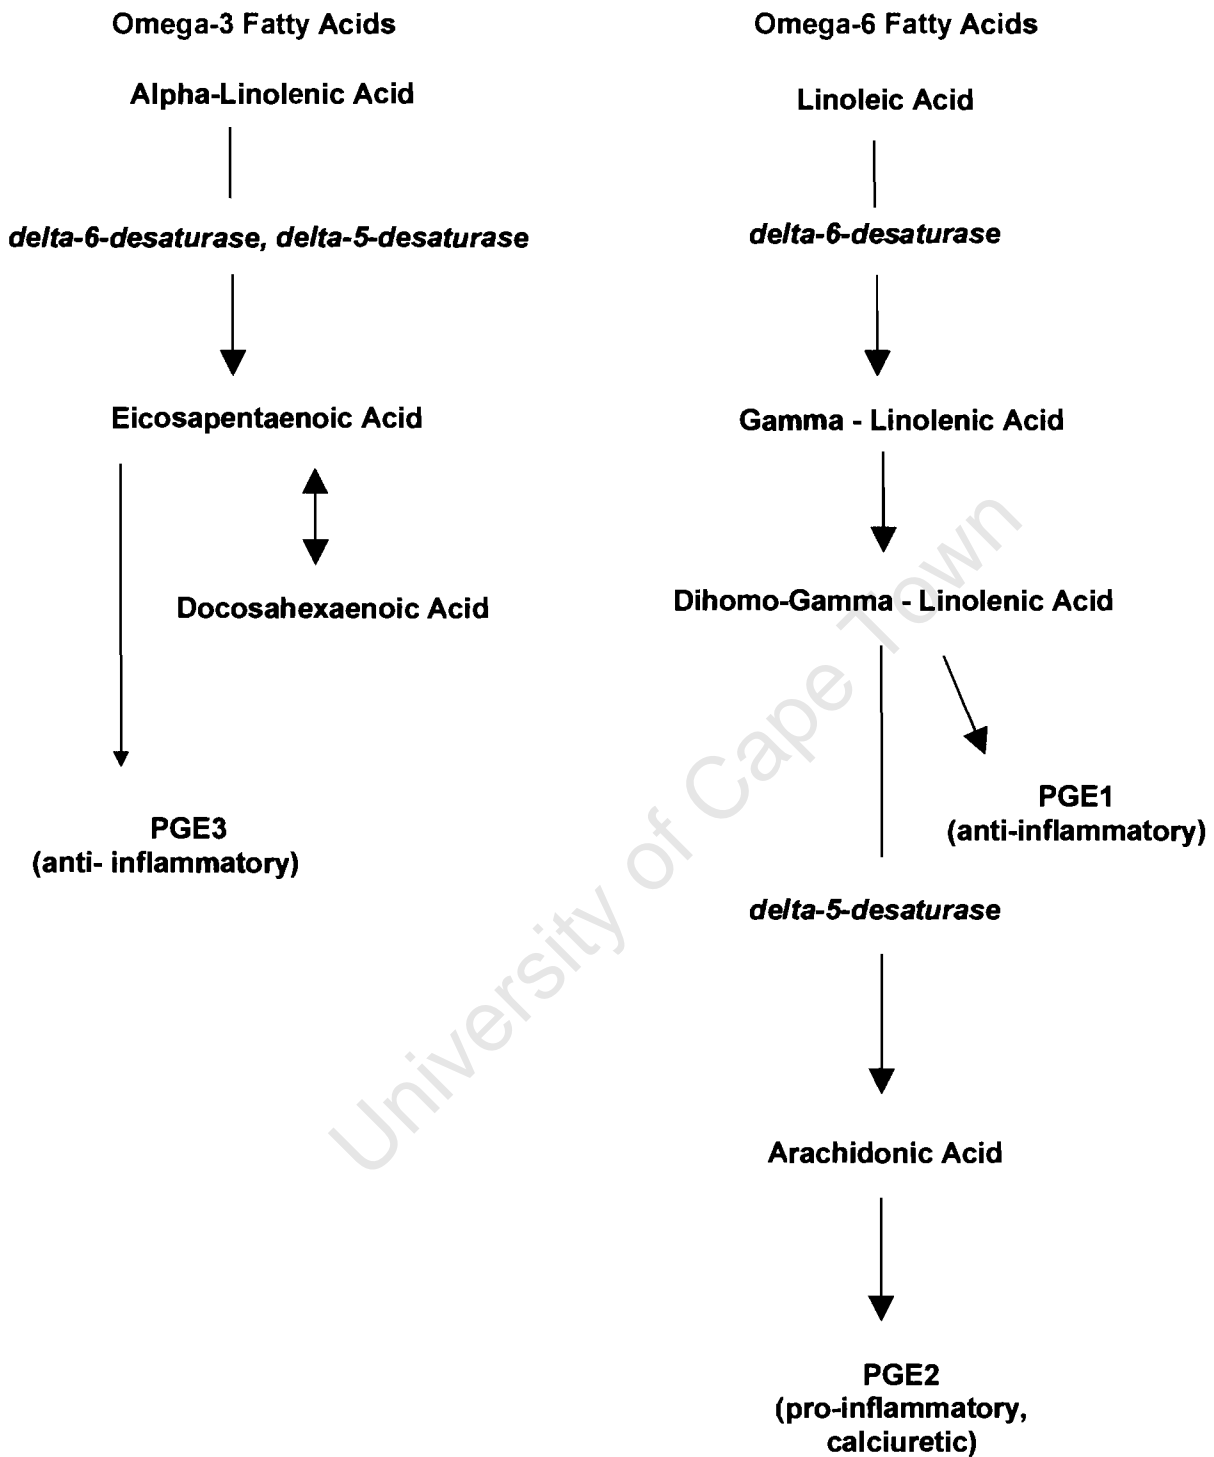 Omega-3 Fatty Acids
Alpha-Linolenic Acid
delta-6-desaturase, delta-5-desaturase
Eicosapentaenoic Acid
Docosahexaenoic Acid
PGE3
(anti- inflammatory)
Omega-6 Fatty Acids
Linoleic Acid
delta-6-desaturase
Gamma - Linolenic Acid
Dihomo-Gamma - Linolenic Acid
PGE1
(anti-inflammatory)
delta-5-desaturase
Arachidonic Acid
PGE2
(pro-inflammatory,
calciuretic)
University of Cape Town